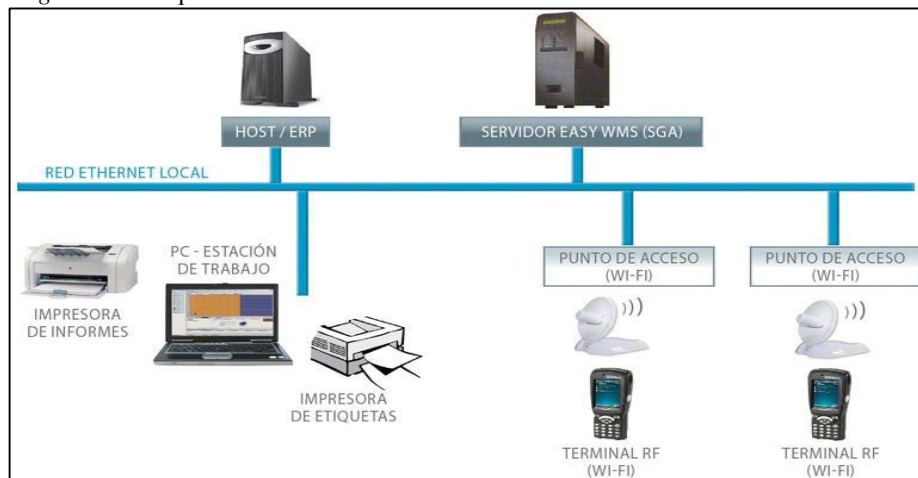 HOST / ERP
SERVIDOR EASY WMS (SGA)
RED ETHERNET LOCAL
PC - ESTACIÓN
DE TRABAJO
PUNTO DE ACCESO
(WI-FI)
PUNTO DE ACCESO
(WI-FI)
IMPRESORA
DE INFORMES
IMPRESORA
DE ETIQUETAS
TERMINAL RF
(WI-FI)
TERMINAL RF
(WI-FI)